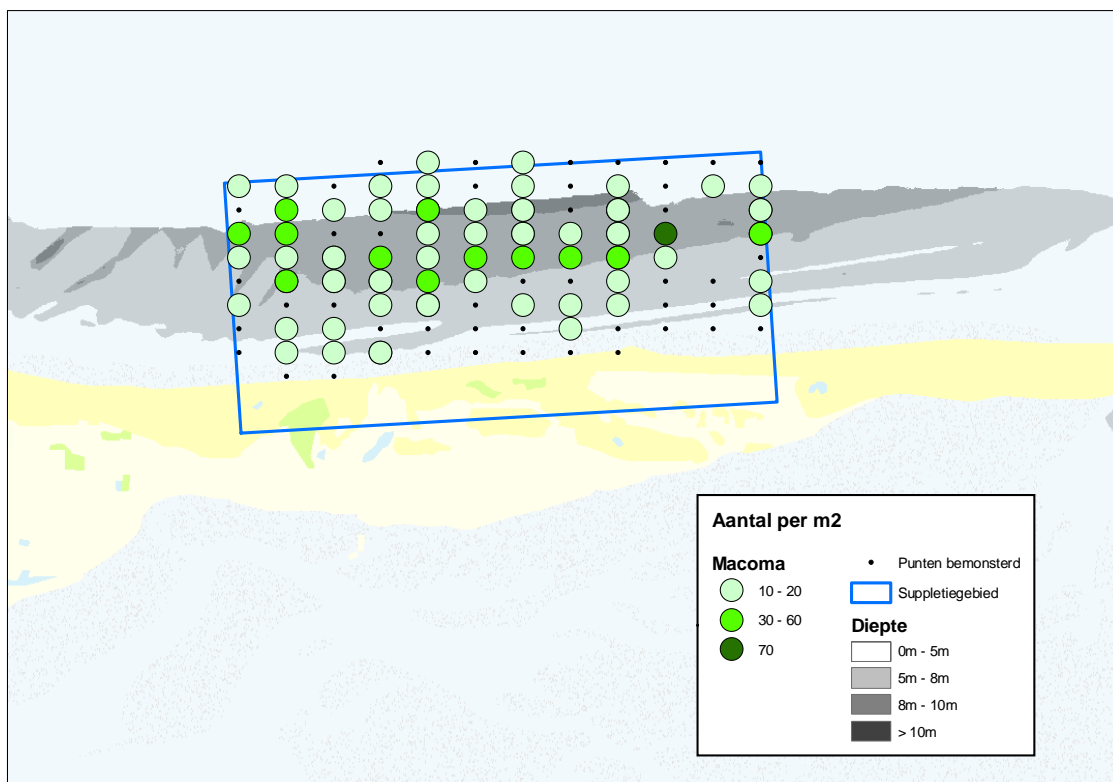 Aantal per m2
Macoma
10 - 20
30 - 60
70
Punten bemonsterd
Suppletiegebied
Diepte
0m - 5m
5m - 8m
8m - 10m
> 10m